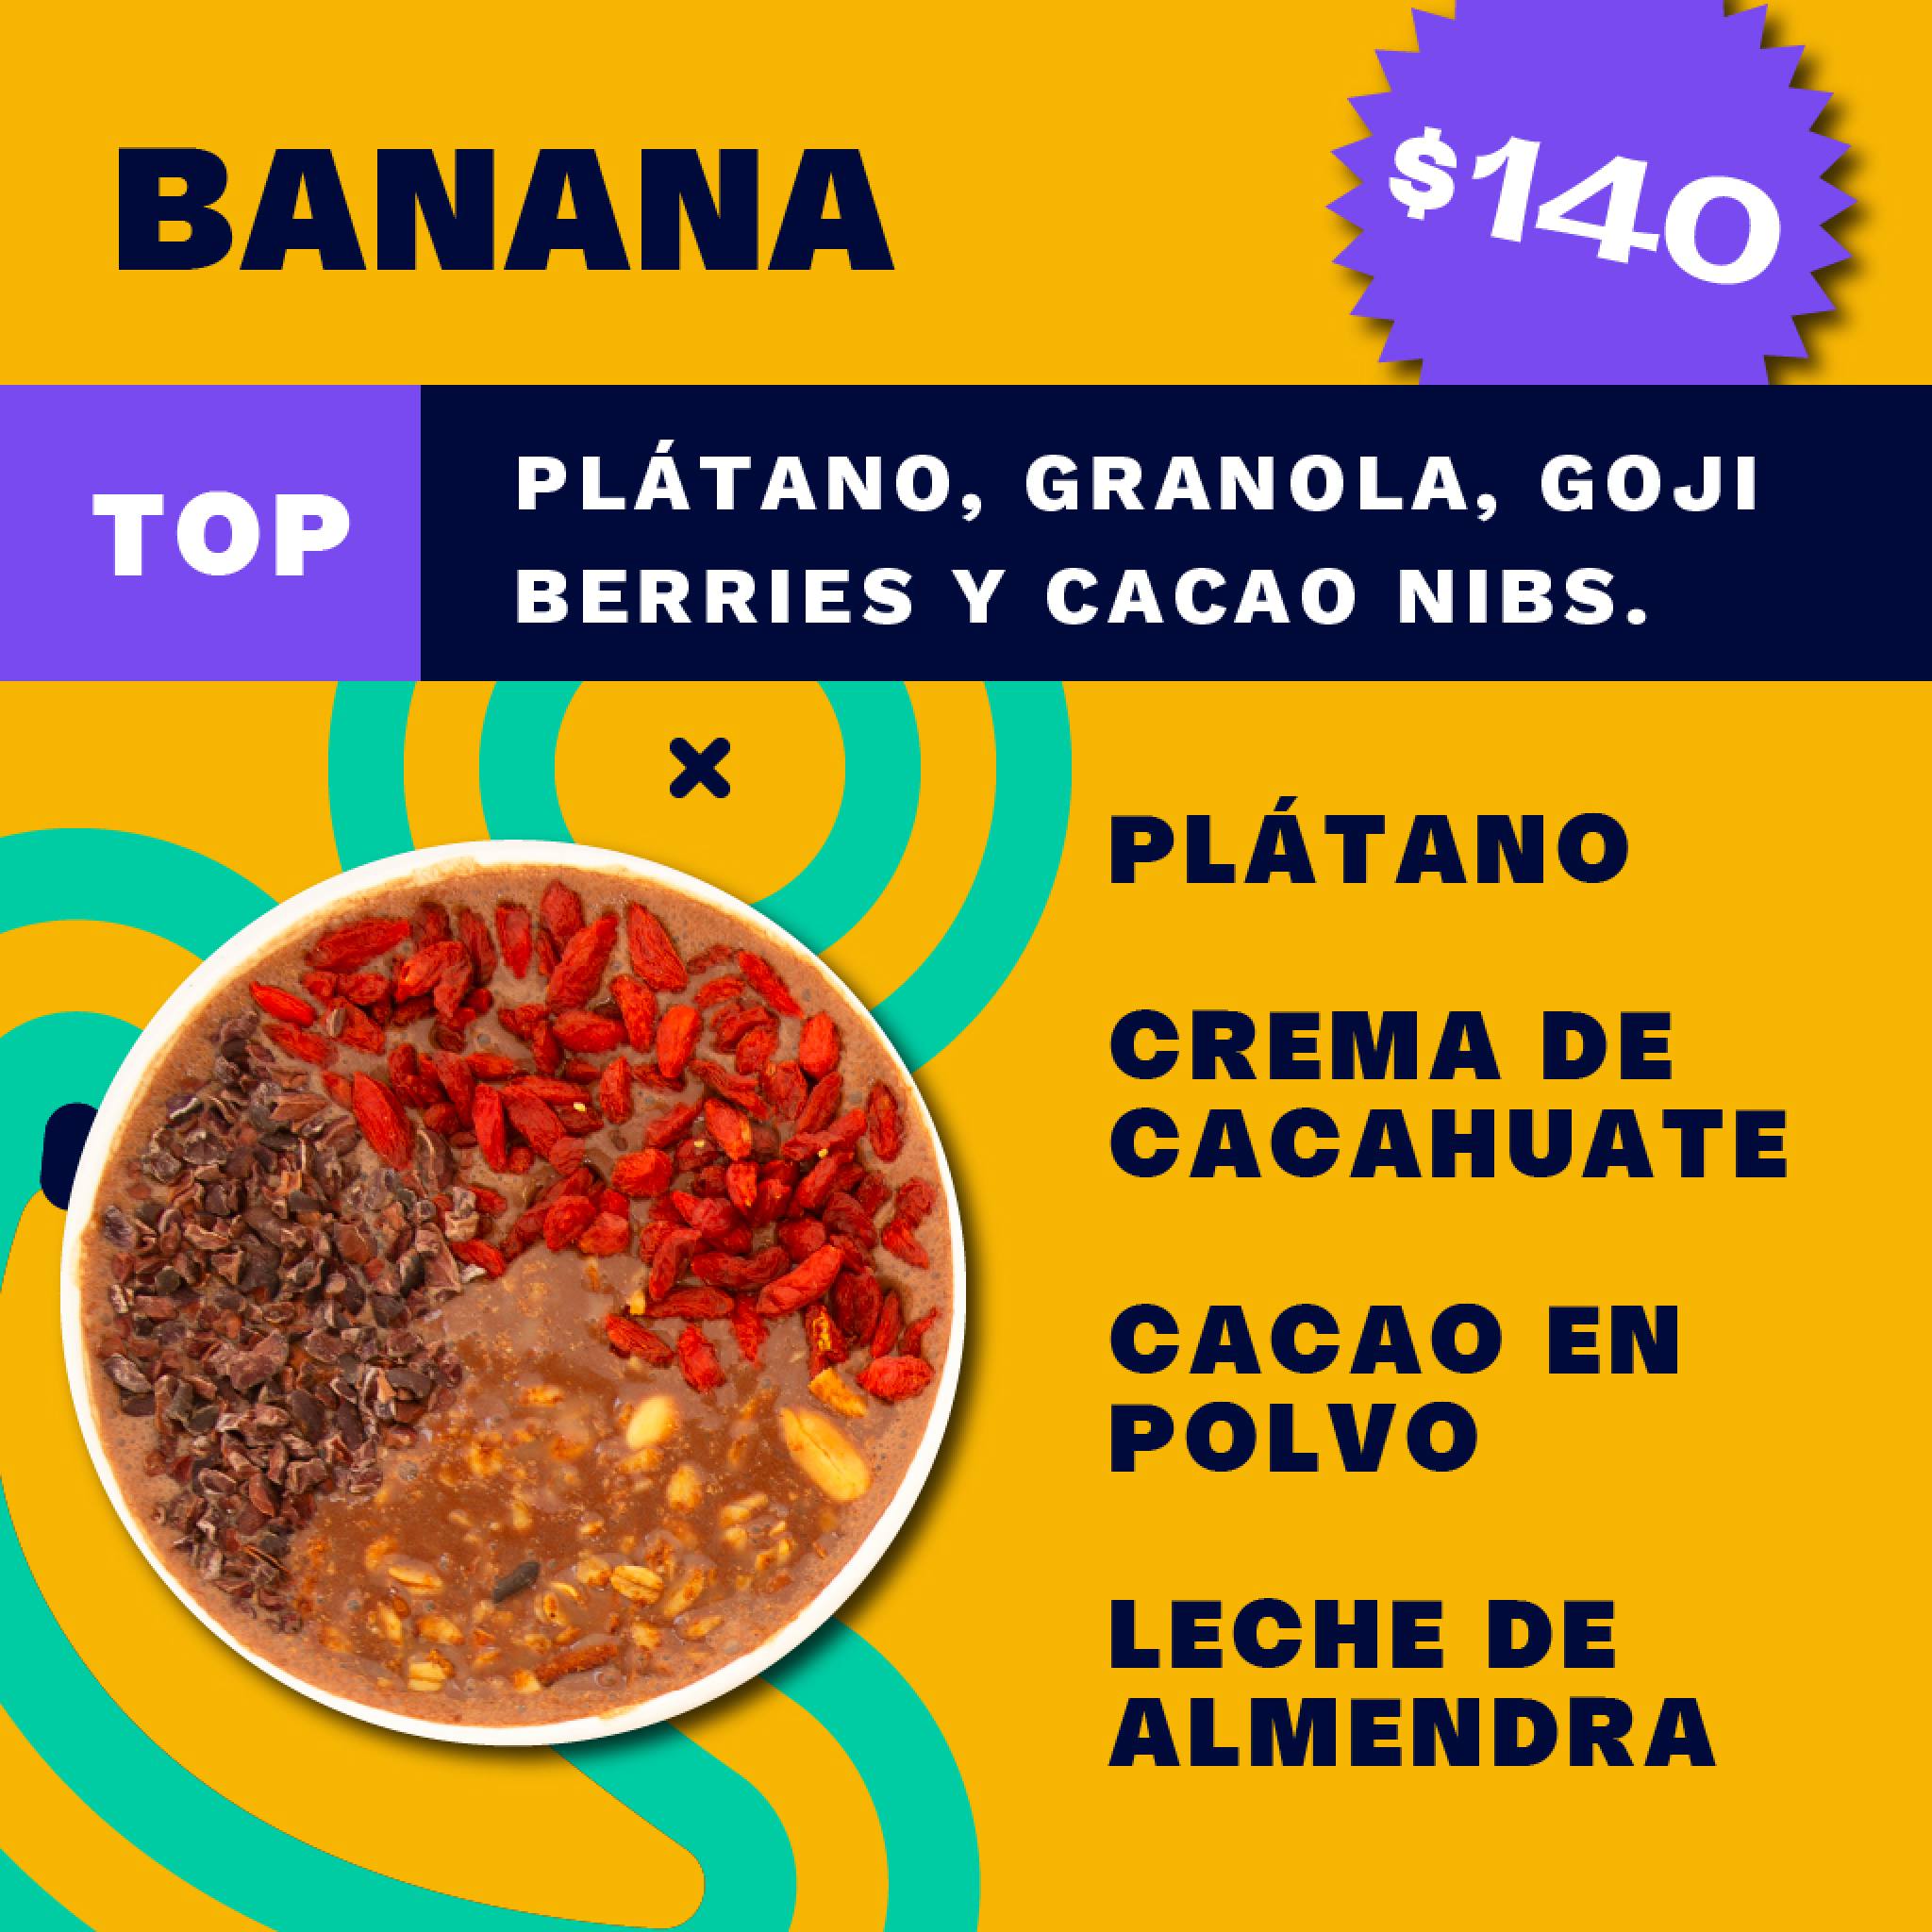 BANANA
$140
TOP
PLÁTANO, GRANOLA, GOJI
BERRIES Y CACAO NIBS.
PLÁTANO
CREMA DE
CACAHUATE
CACAO EN
POLVO
LECHE DE
ALMENDRA